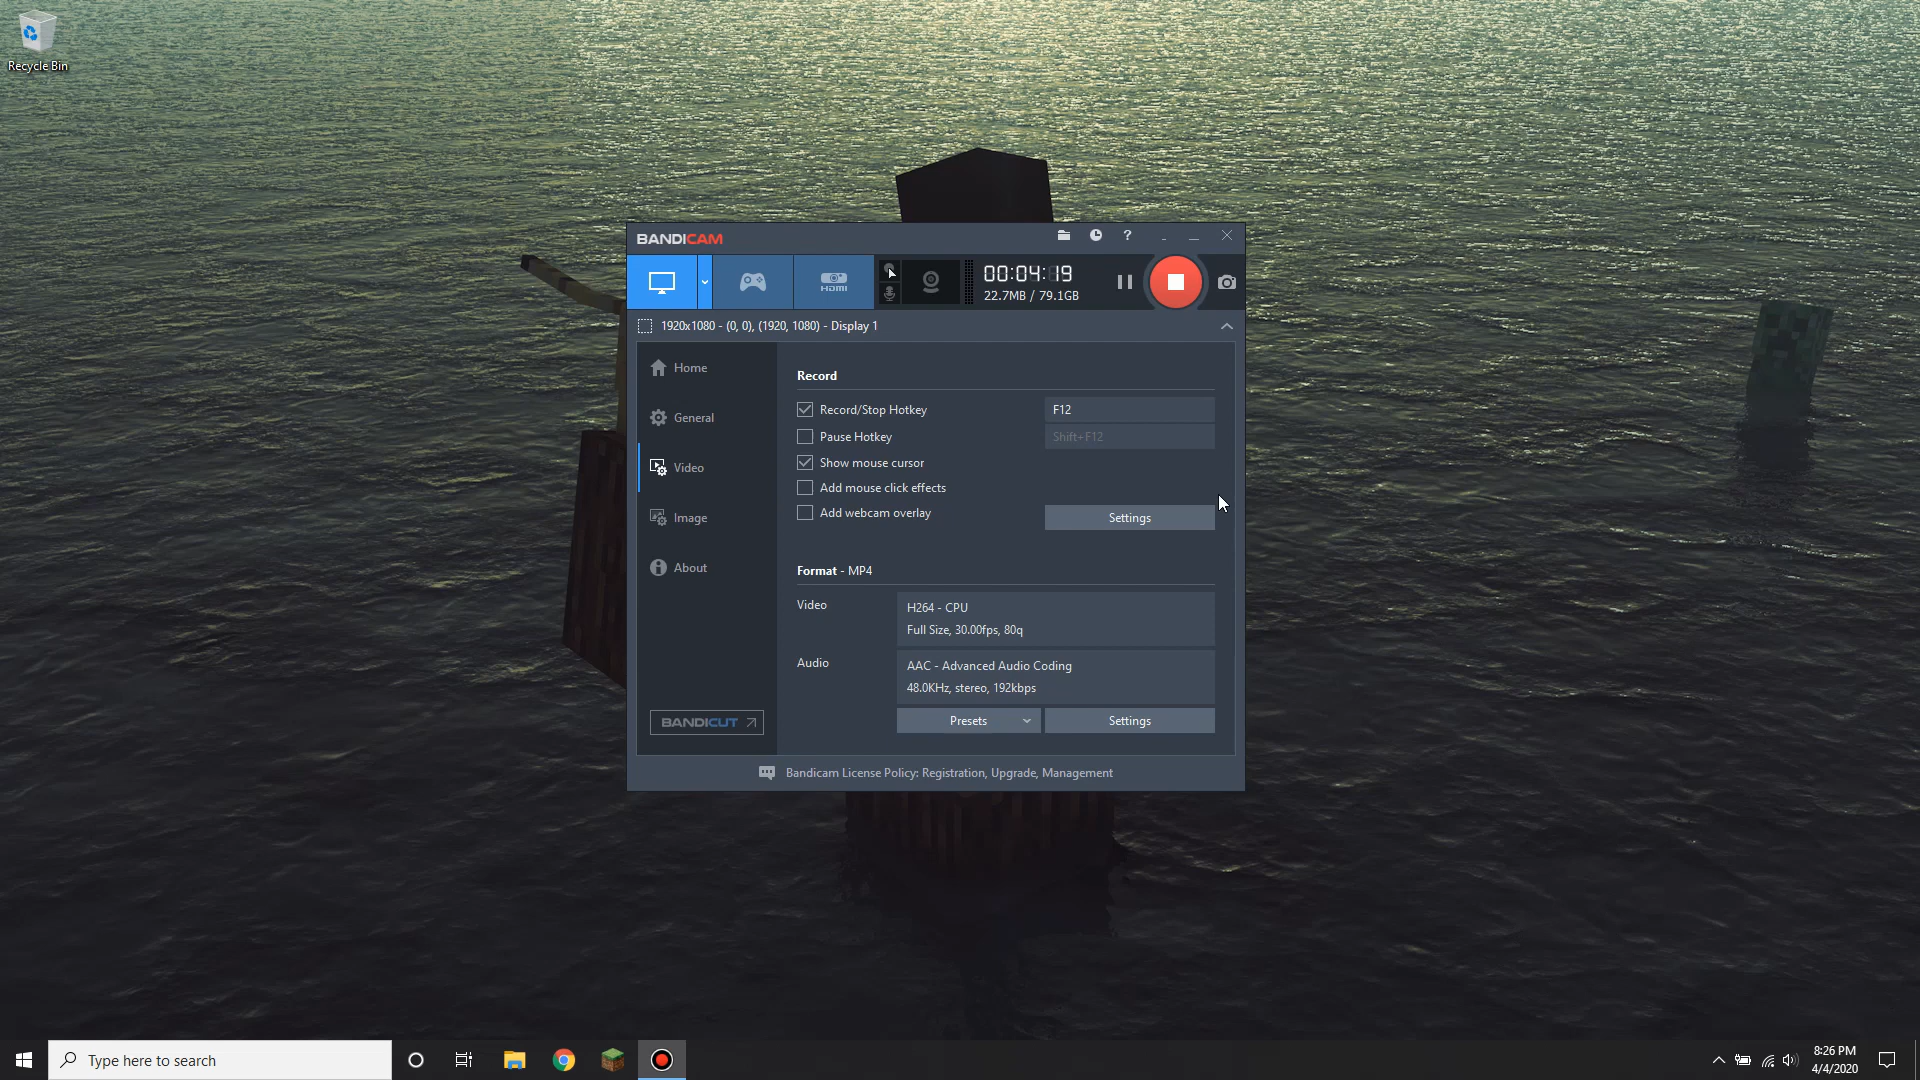 Recycle Bin
BANDICAM
?
HDMI
00:04:19
22.7MB / 79.1GB
1920x1080 - (0, 0), (1920, 1080) - Display 1
Home
General
Video
Image
About
BANDICUT
Record
Record/Stop Hotkey
F12
Pause Hotkey
Shift+F12
Show mouse cursor
Add mouse click effects
Add webcam overlay
Settings
Format - MP4
Video
H264 - CPU
Full Size, 30.00fps, 80q
Audio
AAC - Advanced Audio Coding
48.0KHz, stereo, 192kbps
Presets
Settings
Bandicam License Policy: Registration, Upgrade, Management
Type here to search
8:26 PM
4/4/2020